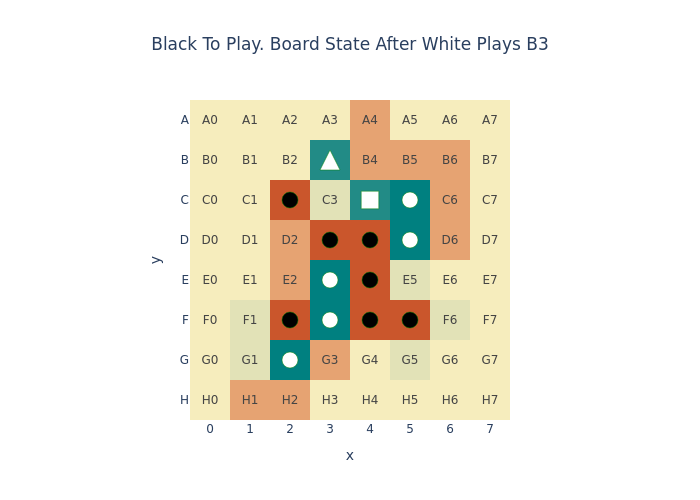 Black To Play. Board State After White Plays B3
A A0 A1 A2 A3 A4 A5 A6 A7
B B0 B1 B2 B4 B5 B6 B7
C C0 C1 C3 C6 C7
D D0 D1 D2 D6 D7
y
E E0 E1 E2 E5 E6 E7
F F0 F1 F6 F7
G G0 G1 G3 G4 G5 G6 G7
H H0 H1 H2 H3 H4 H5 H6 H7
0 1 2 3 4 5 6 7
x